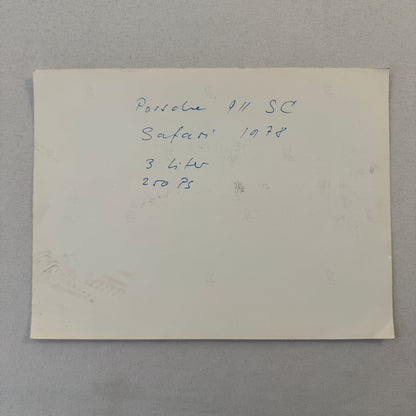 Porsche 911 SC
Safari 1978
3 Liter
250 PS